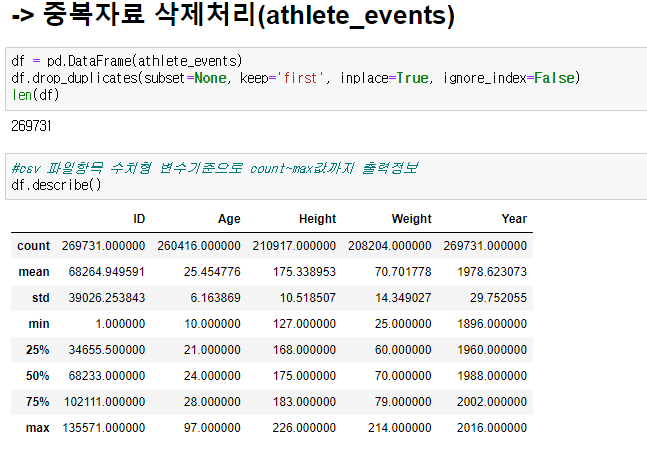 -> 중복자료 삭제처리(athlete_events)
df = pd.DataFrame(athlete_events)
df.drop_duplicates(subset=None, keep='first', inplace=True, ignore_index=False)
len(df)
269731
#csv 파일항목 수치형 변수기준으로 count~max값까지 출력정보
df.describe()
ID Age Height Weight Year
count 269731.000000 260416.000000 210917.000000 208204.000000 269731.000000
mean 68264.949591 25.454776 175.338953 70.701778 1978.623073
std 39026.253843 6.163869 10.518507 14.349027 29.752055
min 1.000000 10.000000 127.000000 25.000000 1896.000000
25% 34655.500000 21.000000 168.000000 60.000000 1960.000000
50% 68233.000000 24.000000 175.000000 70.000000 1988.000000
75% 102111.000000 28.000000 183.000000 79.000000 2002.000000
max 135571.000000 97.000000 226.000000 214.000000 2016.000000